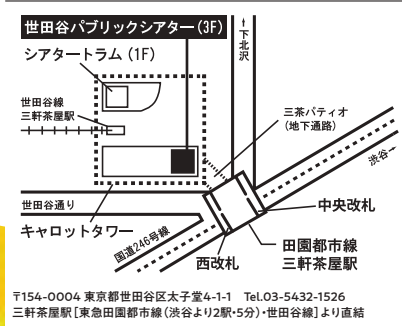 世田谷パブリックシアター(3F)
シアタートラム(1F)
↑下北沢
世田谷線
三軒茶屋駅
三茶パティオ
(地下通路)
渋谷→
世田谷通り
中央改札
キャロットタワー
国道246号線
田園都市線
三軒茶屋駅
西改札
〒154-0004 東京都世田谷区太子堂4-1-1 Tel.03-5432-1526
三軒茶屋駅[東急田園都市線(渋谷より2駅・5分)・世田谷線]より直結